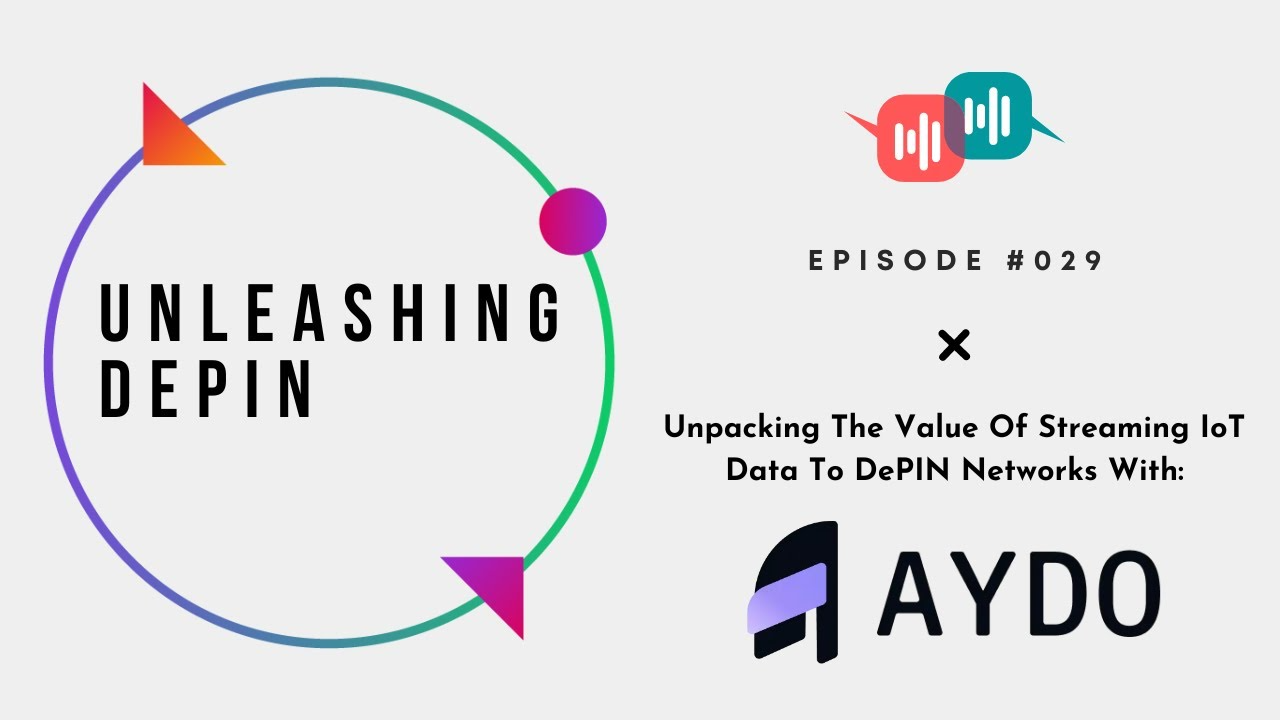 UNLEASHING
DEPIN
EPISODE #029
Unpacking The Value Of Streaming IoT
Data To DePIN Networks With:
AYDO